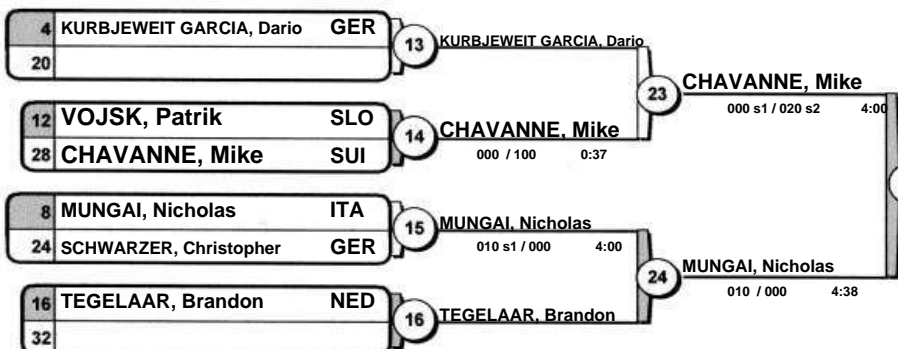 4 KURBJEWEIT GARCIA, Dario GER
20
13
KURBJEWEIT GARCIA, Dario
12 VOJSK, Patrik SLO
28 CHAVANNE, Mike SUI
14
CHAVANNE, Mike
000 / 100 0:37
23
CHAVANNE, Mike
000 s1 / 020 s2 4:00
8 MUNGAI, Nicholas ITA
24 SCHWARZER, Christopher GER
15
MUNGAI, Nicholas
010 s1 / 000 4:00
16 TEGELAAR, Brandon NED
32
16
TEGELAAR, Brandon
24
MUNGAI, Nicholas
010 / 000 4:38